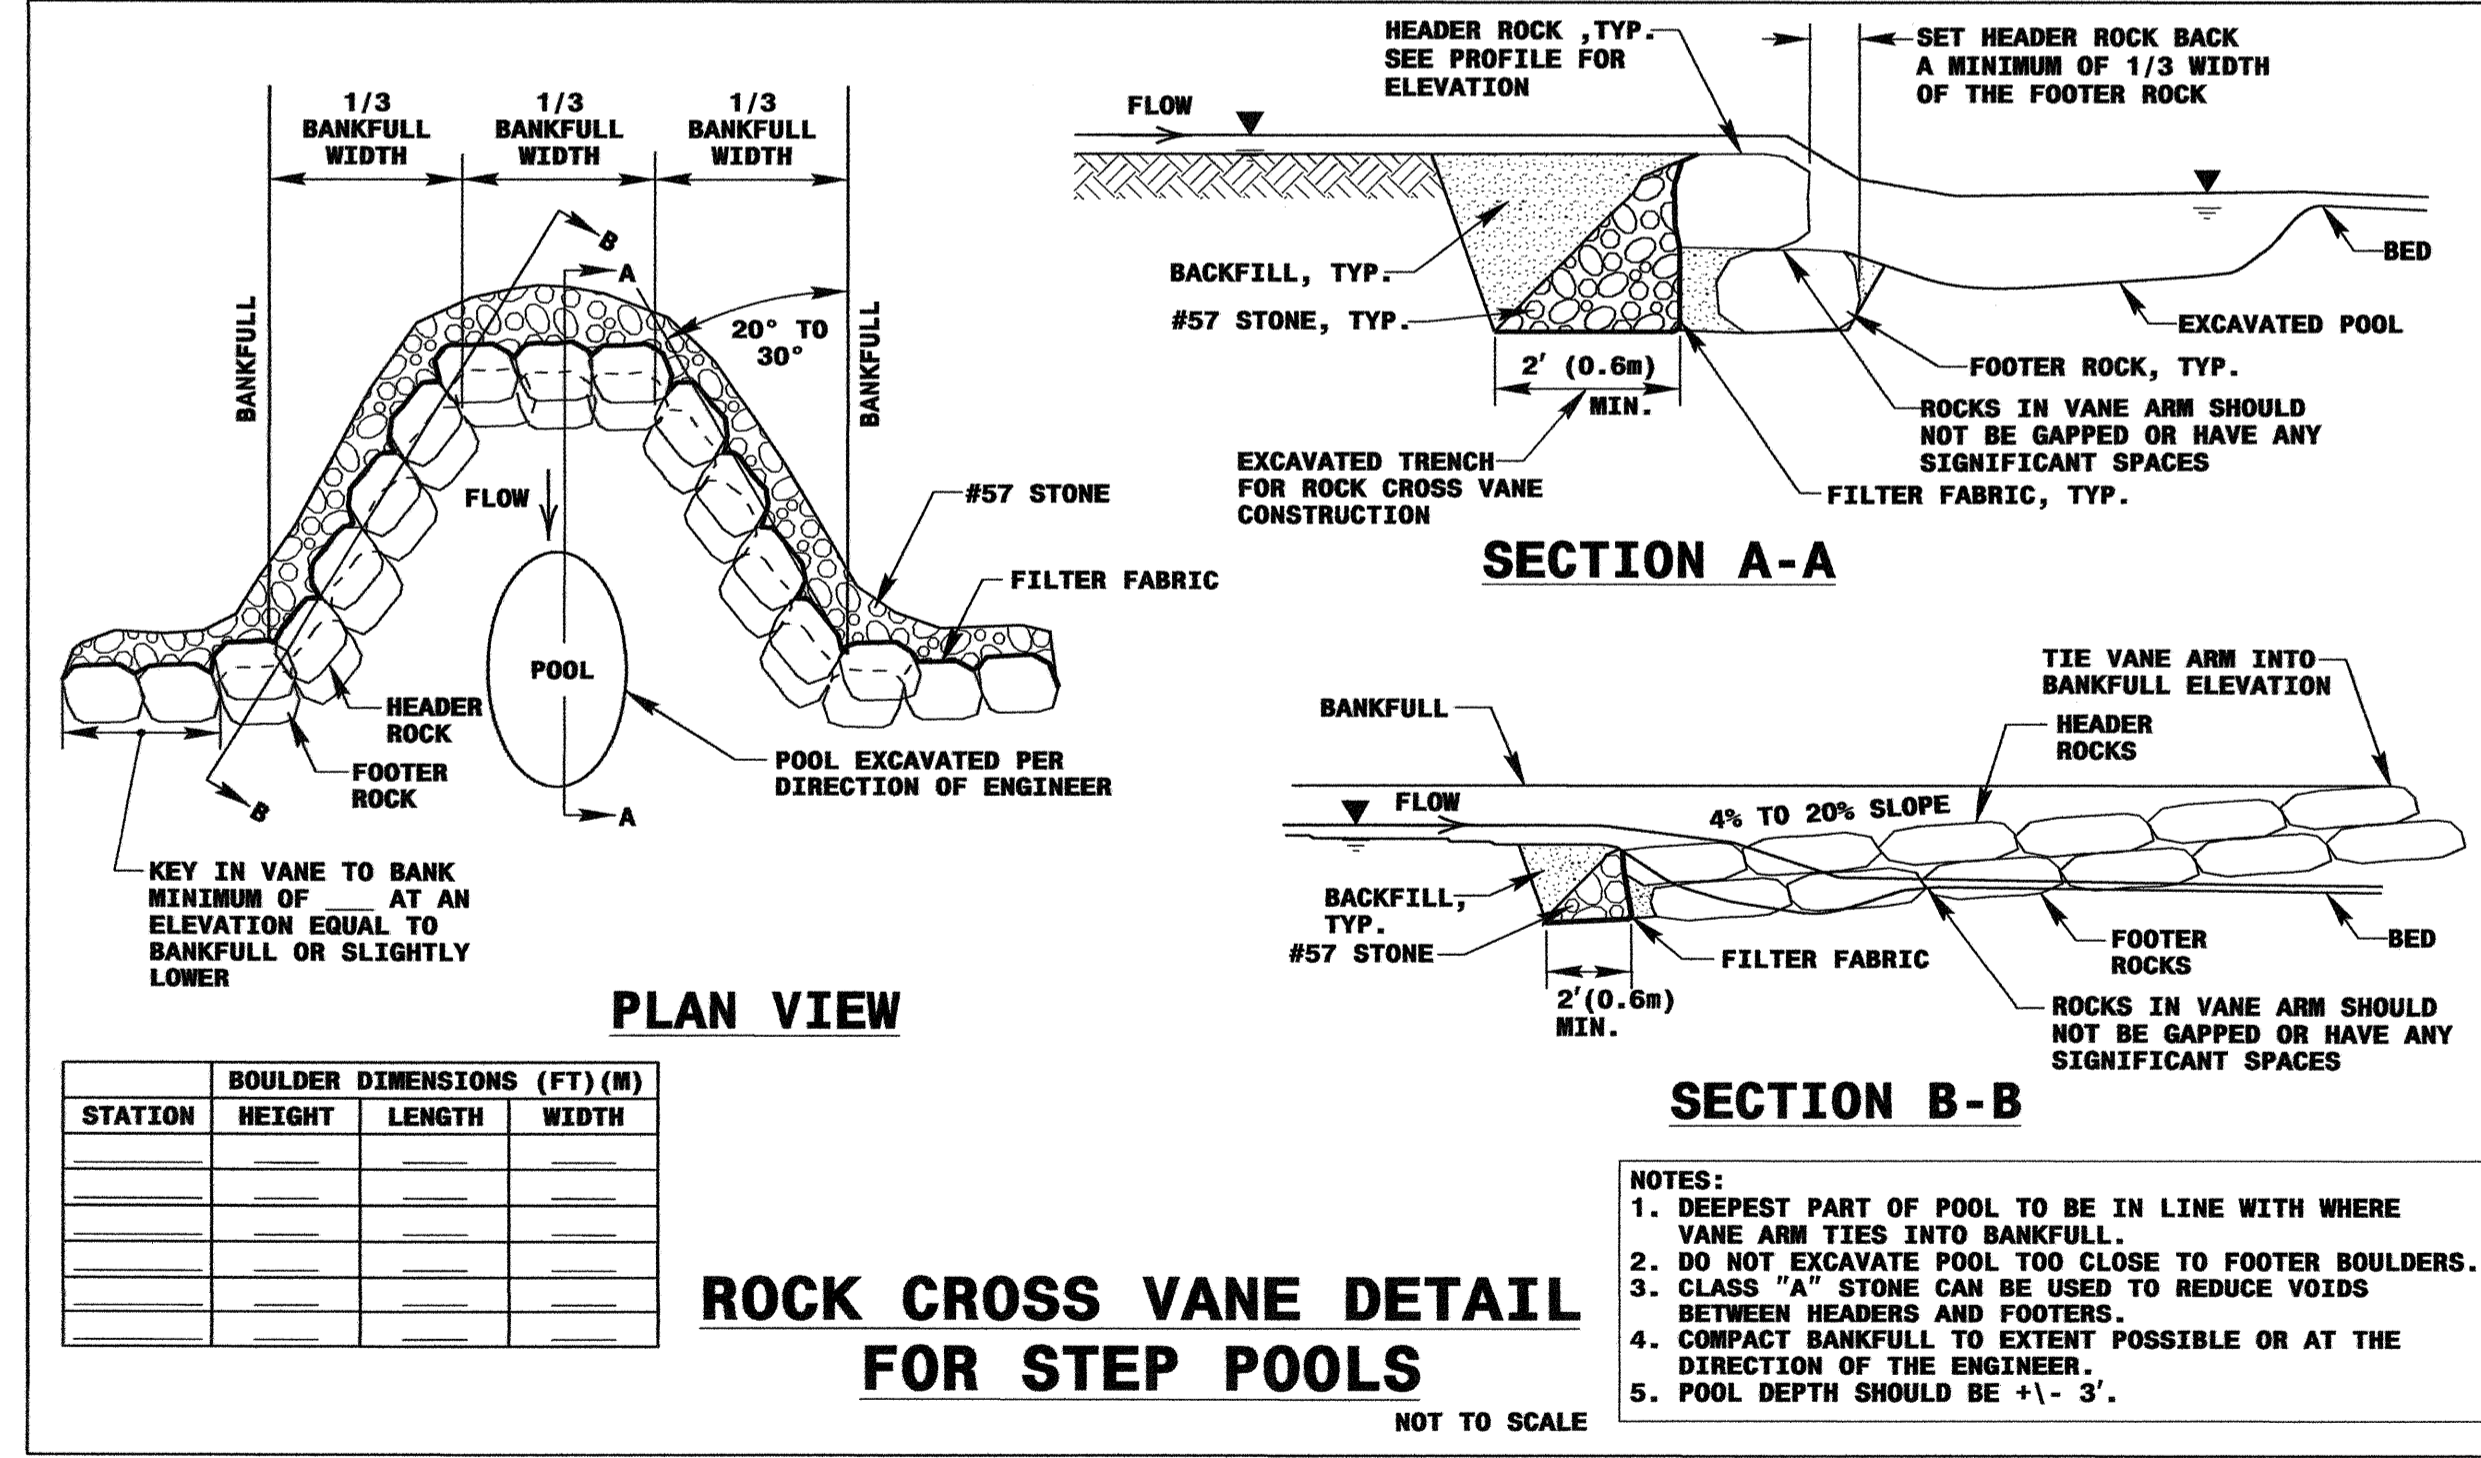 1/3
BANKFULL
WIDTH
1/3
BANKFULL
WIDTH
1/3
BANKFULL
WIDTH
B
A
BANKFULL
BANKFULL
20° TO
30°
FLOW
#57 STONE
FILTER FABRIC
POOL
HEADER
ROCK
FOOTER
ROCK
POOL EXCAVATED PER
DIRECTION OF ENGINEER
B
A
KEY IN VANE TO BANK
MINIMUM OF ___ AT AN
ELEVATION EQUAL TO
BANKFULL OR SLIGHTLY
LOWER
PLAN VIEW
HEADER ROCK ,TYP.
SEE PROFILE FOR
ELEVATION
SET HEADER ROCK BACK
A MINIMUM OF 1/3 WIDTH
OF THE FOOTER ROCK
FLOW
BACKFILL, TYP.
#57 STONE, TYP.
BED
EXCAVATED POOL
2' (0.6m)
MIN.
FOOTER ROCK, TYP.
ROCKS IN VANE ARM SHOULD
NOT BE GAPPED OR HAVE ANY
SIGNIFICANT SPACES
EXCAVATED TRENCH
FOR ROCK CROSS VANE
CONSTRUCTION
FILTER FABRIC, TYP.
SECTION A-A
TIE VANE ARM INTO
BANKFULL ELEVATION
BANKFULL
HEADER
ROCKS
FLOW
4% TO 20% SLOPE
BACKFILL,
TYP.
#57 STONE
FILTER FABRIC
FOOTER
ROCKS
BED
2'(0.6m)
MIN.
ROCKS IN VANE ARM SHOULD
NOT BE GAPPED OR HAVE ANY
SIGNIFICANT SPACES
SECTION B-B
BOULDER DIMENSIONS (FT)(M)
STATION HEIGHT LENGTH WIDTH
ROCK CROSS VANE DETAIL
FOR STEP POOLS
NOT TO SCALE
NOTES:
1. DEEPEST PART OF POOL TO BE IN LINE WITH WHERE
VANE ARM TIES INTO BANKFULL.
2. DO NOT EXCAVATE POOL TOO CLOSE TO FOOTER BOULDERS.
3. CLASS "A" STONE CAN BE USED TO REDUCE VOIDS
BETWEEN HEADERS AND FOOTERS.
4. COMPACT BANKFULL TO EXTENT POSSIBLE OR AT THE
DIRECTION OF THE ENGINEER.
5. POOL DEPTH SHOULD BE +\- 3'.